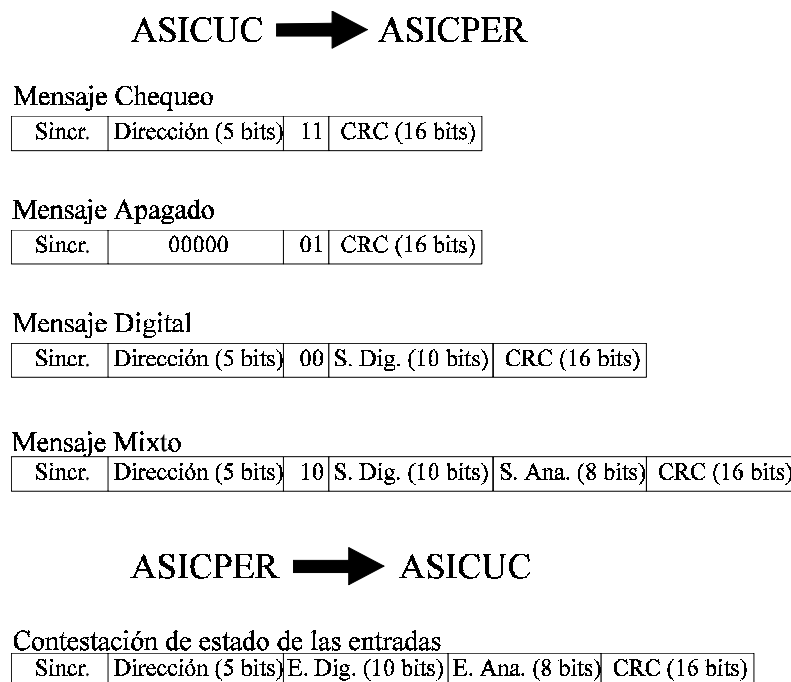 ASICUC ASICPER
Mensaje Chequeo
Sincr. Dirección (5 bits) 11 CRC (16 bits)
Mensaje Apagado
Sincr. 00000 01 CRC (16 bits)
Mensaje Digital
Sincr. Dirección (5 bits) 00 S. Dig. (10 bits) CRC (16 bits)
Mensaje Mixto
Sincr. Dirección (5 bits) 10 S. Dig. (10 bits) S. Ana. (8 bits) CRC (16 bits)
ASICPER ASICUC
Contestación de estado de las entradas
Sincr. Dirección (5 bits) E. Dig. (10 bits) E. Ana. (8 bits) CRC (16 bits)